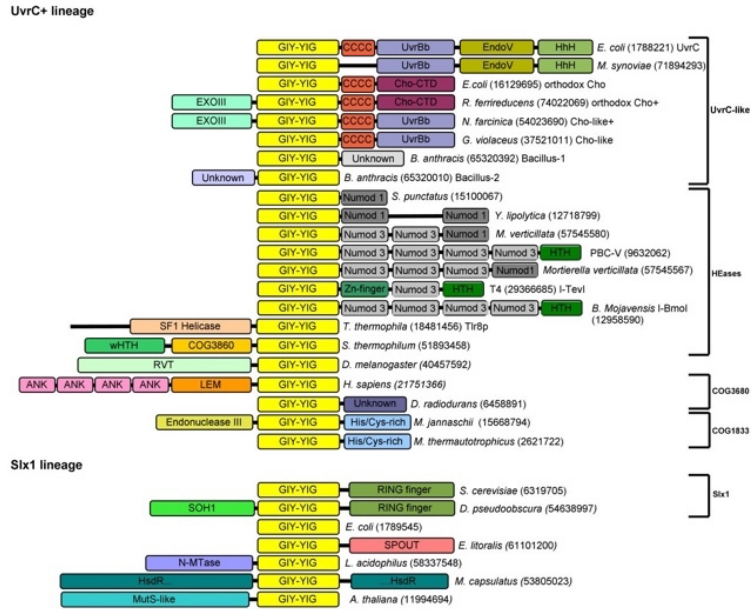 UvrC+ lineage
GIY-YIG CCCC UvrBb EndoV HhH E. coli (1788221) UvrC
GIY-YIG UvrBb EndoV HhH M. synoviae (71894293)
GIY-YIG CCCC Cho-CTD E.coli (16129695) orthodox Cho
EXOIII GIY-YIG CCCC Cho-CTD R. ferrireducens (74022069) orthodox Cho+
UvrC-like
EXOIII GIY-YIG CCCC UvrBb N. farcinica (54023690) Cho-like+
GIY-YIG CCCC UvrBb G. violaceus (37521011) Cho-like
GIY-YIG Unknown B. anthracis (65320392) Bacillus-1
Unknown GIY-YIG B. anthracis (65320010) Bacillus-2
GIY-YIG Numod 1 S. punctatus (15100067)
GIY-YIG Numod 1 Numod 1 Y. lipolytica (12718799)
GIY-YIG Numod 3 Numod 3 Numod 1 M. verticillata (57545580)
GIY-YIG Numod 3 Numod 3 Numod 3 Numod 3 HTH PBC-V (9632062)
HEases
GIY-YIG Numod 3 Numod 3 Numod 3 Numod1 Mortierella verticillata (57545567)
GIY-YIG Zn-finger Numod 3 HTH T4 (29366685) I-TevI
GIY-YIG Numod 3 Numod 3 Numod 3 Numod 3 HTH B. Mojavensis I-BmoI
(12958590)
SF1 Helicase GIY-YIG T. thermophila (18481456) Tlr8p
wHTH COG3860 GIY-YIG S. thermophilum (51893458)
RVT GIY-YIG D. melanogaster (40457592)
ANK ANK ANK ANK LEM GIY-YIG H. sapiens (21751366)
COG3680
GIY-YIG Unknown D. radiodurans (6458891)
Endonuclease III GIY-YIG His/Cys-rich M. jannaschii (15668794)
COG1833
GIY-YIG His/Cys-rich M. thermautotrophicus (2621722)
Slx1 lineage
GIY-YIG RING finger S. cerevisiae (6319705)
Slx1
SOH1 GIY-YIG RING finger D. pseudoobscura (54638997)
GIY-YIG E. coli (1789545)
GIY-YIG SPOUT E. litoralis (61101200)
N-MTase GIY-YIG L. acidophilus (58337548)
HsdR... GIY-YIG ...HsdR M. capsulatus (53805023)
MutS-like GIY-YIG A. thaliana (11994694)